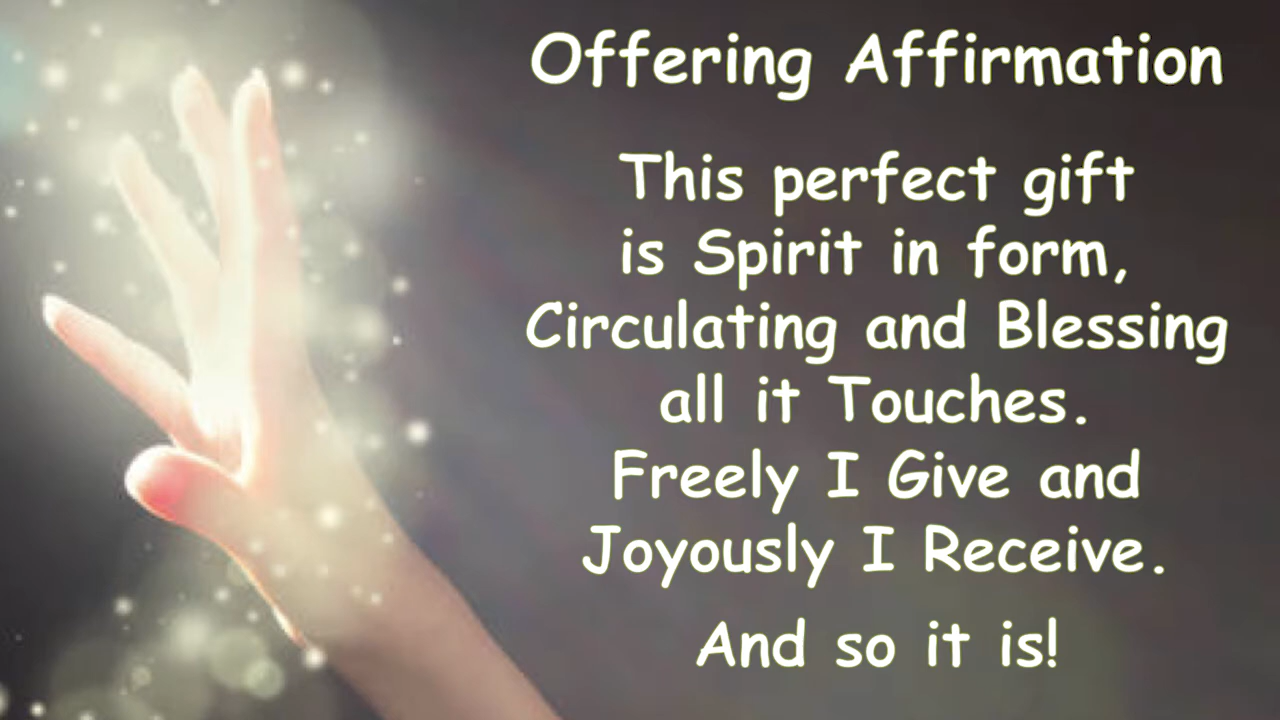 Offering Affirmation
This perfect gift
is Spirit in form,
Circulating and Blessing
all it Touches.
Freely I Give and
Joyously I Receive.
And so it is!